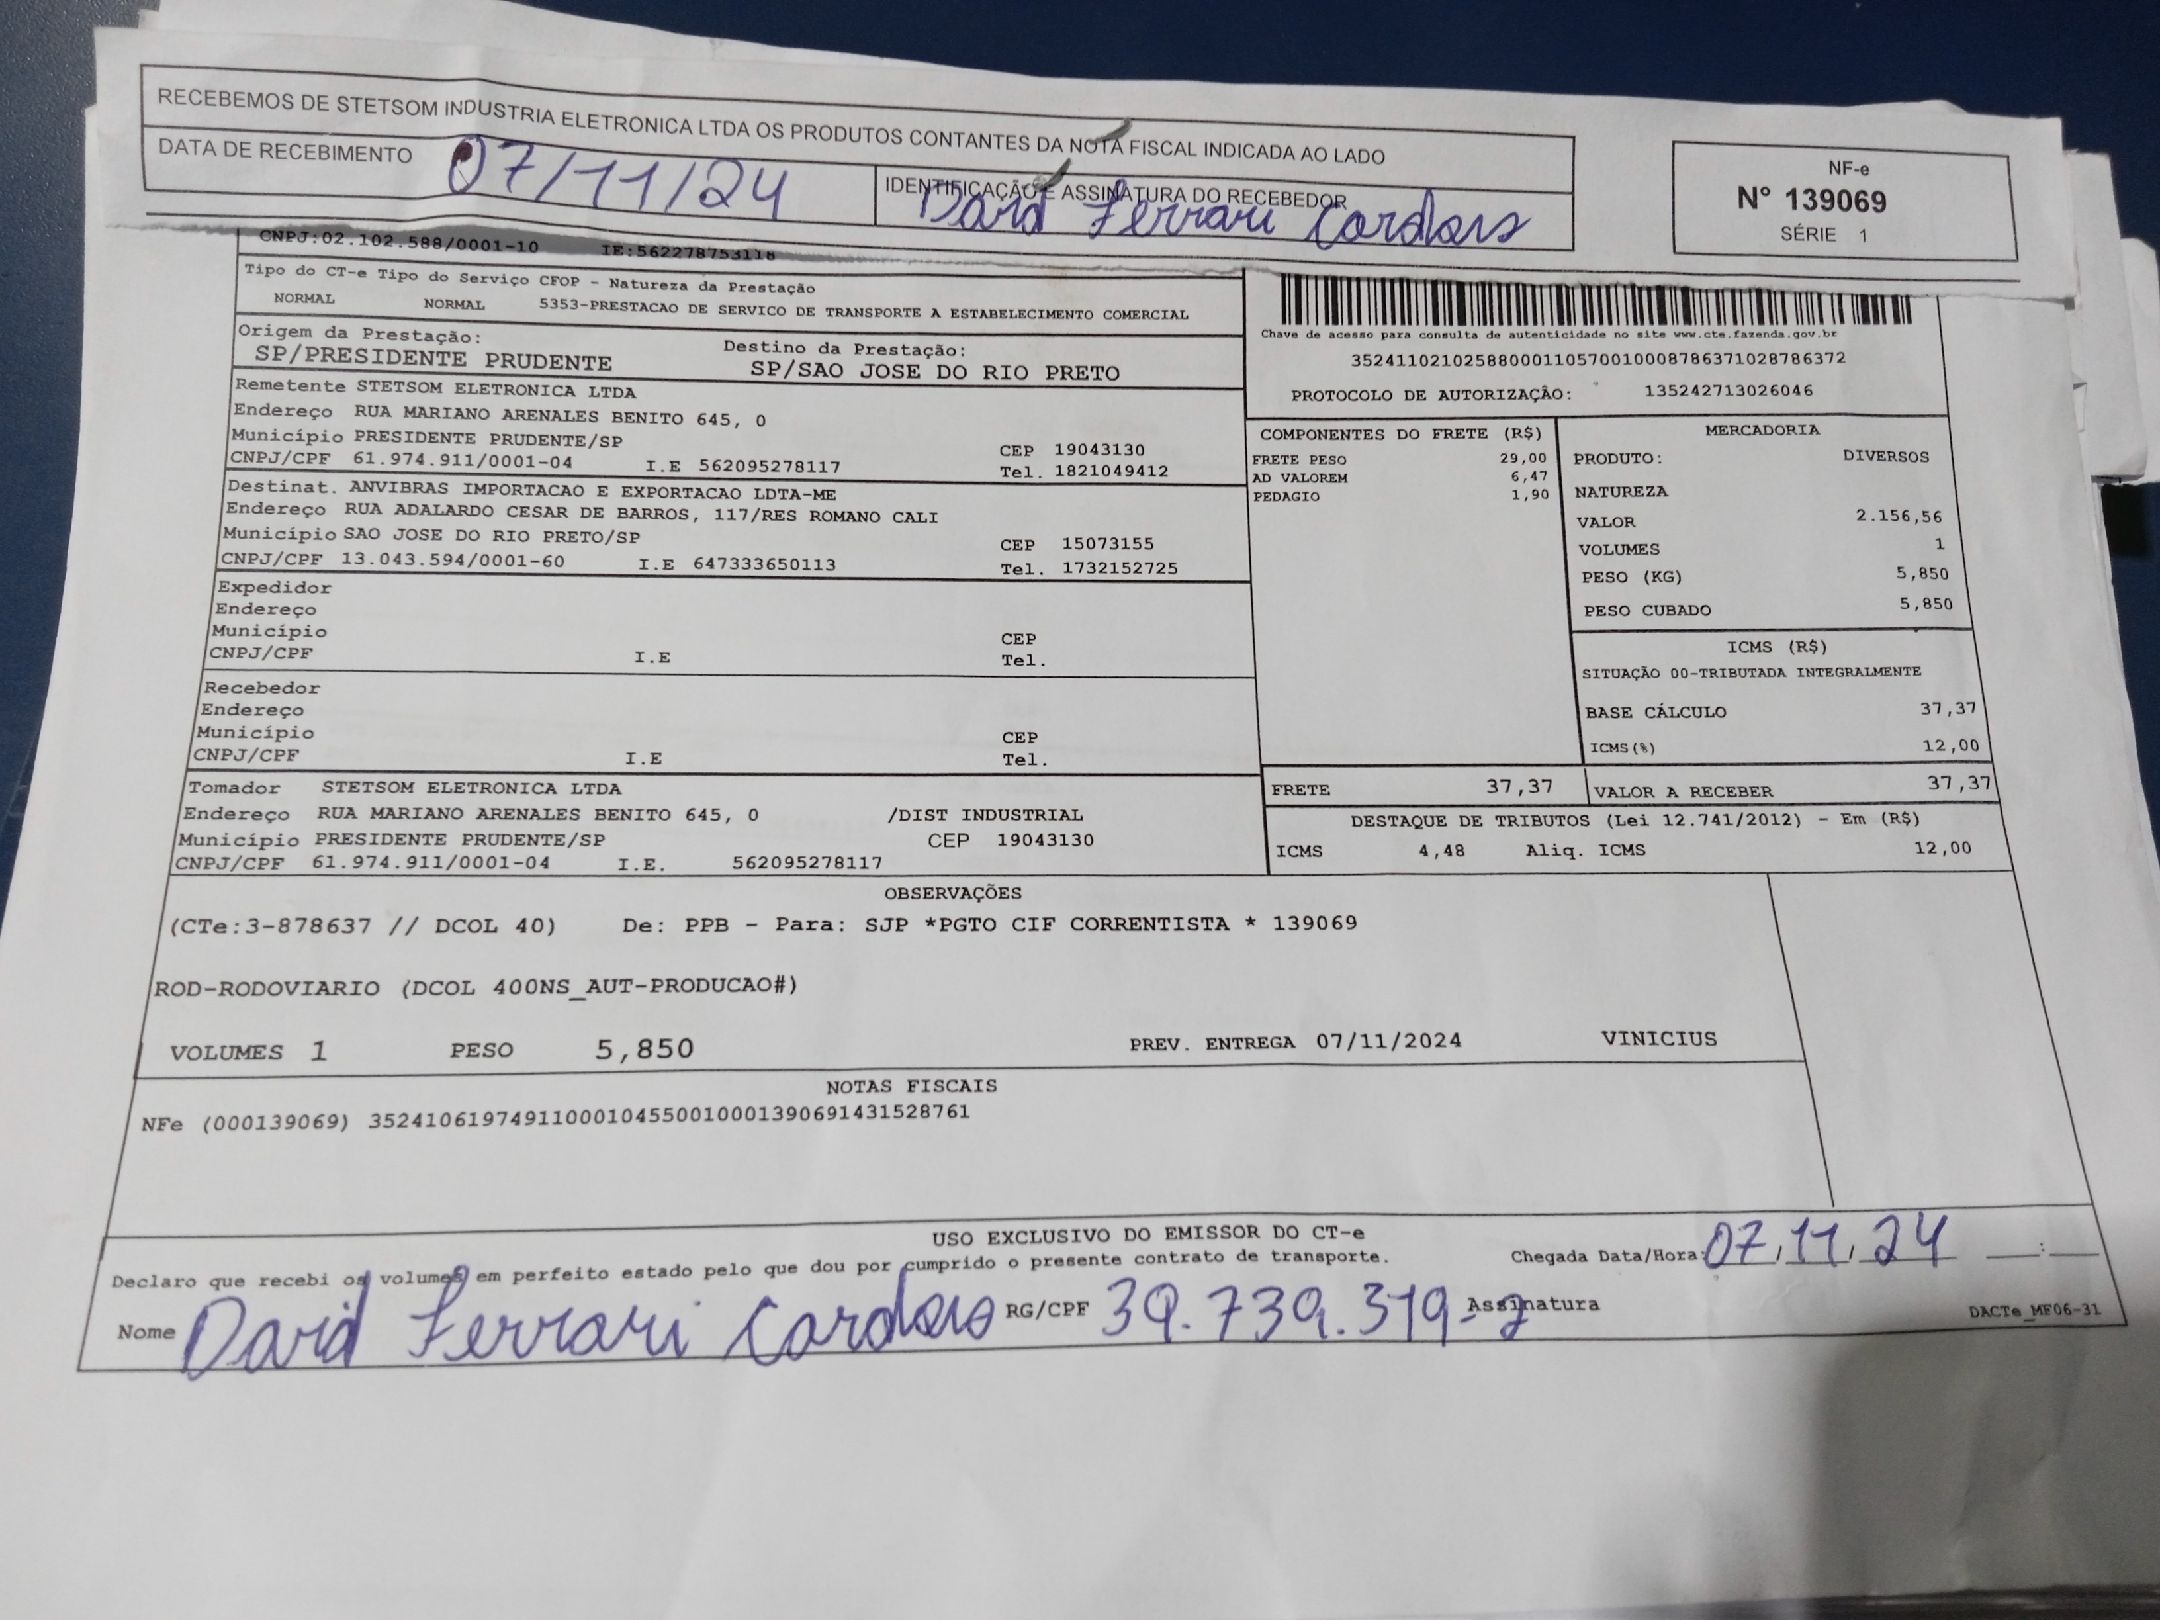 RECEBEMOS DE STETSOM INDUSTRIA ELETRONICA LTDA OS PRODUTOS CONTANTES DA NOTA FISCAL INDICADA AO LADO
DATA DE RECEBIMENTO 07/11/24
IDENTIFICAÇÃO E ASSINATURA DO RECEBEDOR
David Ferrari Cardoso
NF-e
N° 139069
SÉRIE 1
CNPJ:02.102.588/0001-10 IE:562278753118
Tipo do CT-e Tipo do Serviço CFOP - Natureza da Prestação
NORMAL NORMAL 5353-PRESTACAO DE SERVICO DE TRANSPORTE A ESTABELECIMENTO COMERCIAL
Origem da Prestação: Destino da Prestação:
SP/PRESIDENTE PRUDENTE SP/SAO JOSE DO RIO PRETO
Remetente STETSOM ELETRONICA LTDA
Endereço RUA MARIANO ARENALES BENITO 645, 0
Município PRESIDENTE PRUDENTE/SP CEP 19043130
CNPJ/CPF 61.974.911/0001-04 I.E 562095278117 Tel. 1821049412
Destinat. ANVIBRAS IMPORTACAO E EXPORTACAO LDTA-ME
Endereço RUA ADALARDO CESAR DE BARROS, 117/RES ROMANO CALI
Município SAO JOSE DO RIO PRETO/SP CEP 15073155
CNPJ/CPF 13.043.594/0001-60 I.E 647333650113 Tel. 1732152725
Expedidor
Endereço
Município CEP
CNPJ/CPF I.E Tel.
Recebedor
Endereço
Município CEP
CNPJ/CPF I.E Tel.
Tomador STETSOM ELETRONICA LTDA
Endereço RUA MARIANO ARENALES BENITO 645, 0 /DIST INDUSTRIAL
Município PRESIDENTE PRUDENTE/SP CEP 19043130
CNPJ/CPF 61.974.911/0001-04 I.E. 562095278117
Chave de acesso para consulta de autenticidade no site www.cte.fazenda.gov.br
35241102102588000110570010008786371028786372
PROTOCOLO DE AUTORIZAÇÃO: 135242713026046
COMPONENTES DO FRETE (R$)
FRETE PESO 29,00
AD VALOREM 6,47
PEDAGIO 1,90
MERCADORIA
PRODUTO: DIVERSOS
NATUREZA
VALOR 2.156,56
VOLUMES 1
PESO (KG) 5,850
PESO CUBADO 5,850
ICMS (R$)
SITUAÇÃO 00-TRIBUTADA INTEGRALMENTE
BASE CÁLCULO 37,37
ICMS(%) 12,00
FRETE 37,37 VALOR A RECEBER 37,37
DESTAQUE DE TRIBUTOS (Lei 12.741/2012) - Em (R$)
ICMS 4,48 Aliq. ICMS 12,00
OBSERVAÇÕES
(CTe:3-878637 // DCOL 40) De: PPB - Para: SJP *PGTO CIF CORRENTISTA * 139069
ROD-RODOVIARIO (DCOL 400NS_AUT-PRODUCAO#)
VOLUMES 1 PESO 5,850 PREV. ENTREGA 07/11/2024 VINICIUS
NOTAS FISCAIS
NFe (000139069) 35241061974911000104550010001390691431528761
USO EXCLUSIVO DO EMISSOR DO CT-e
Declaro que recebi os volumes em perfeito estado pelo que dou por cumprido o presente contrato de transporte. Chegada Data/Hora: 07/11/24 __:__
Nome David Ferrari Cardoso RG/CPF 39.739.319-2 Assinatura
DACTe_MF06-31